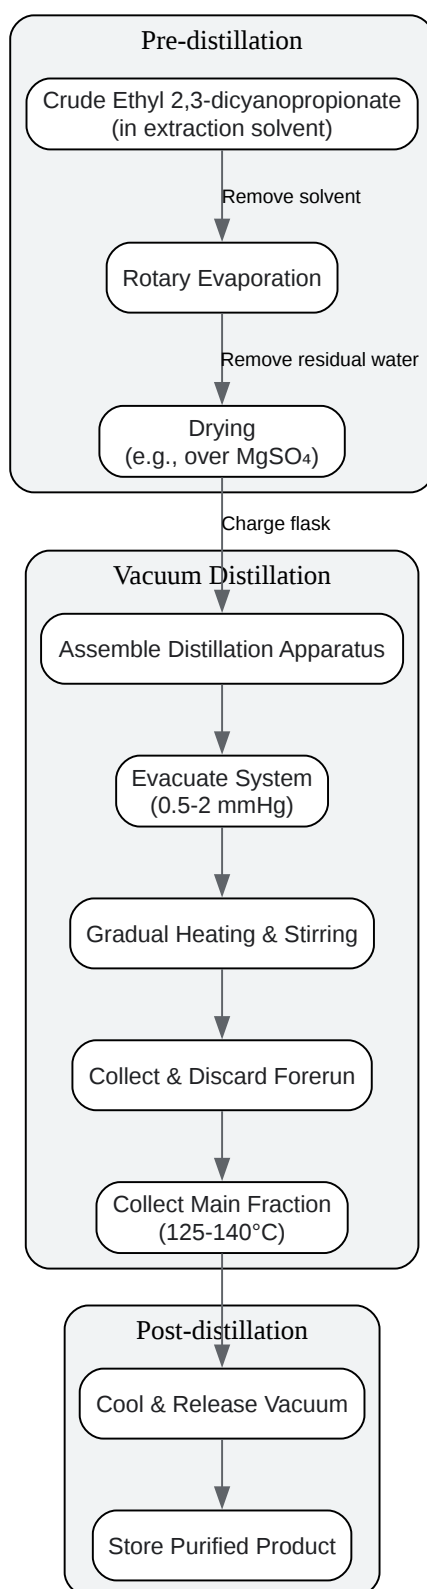 Pre-distillation
Crude Ethyl 2,3-dicyanopropionate
(in extraction solvent)
Remove solvent
Rotary Evaporation
Remove residual water
Drying
(e.g., over MgSO₄)
Charge flask
Vacuum Distillation
Assemble Distillation Apparatus
Evacuate System
(0.5-2 mmHg)
Gradual Heating & Stirring
Collect & Discard Forerun
Collect Main Fraction
(125-140°C)
Post-distillation
Cool & Release Vacuum
Store Purified Product